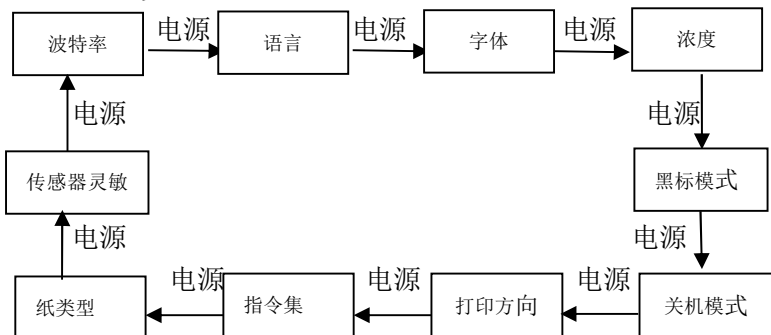 电源 电源 电源
波特率 语言 字体 浓度
电源 电源
传感器灵敏 黑标模式
电源 电源
电源 电源 电源
纸类型 指令集 打印方向 关机模式